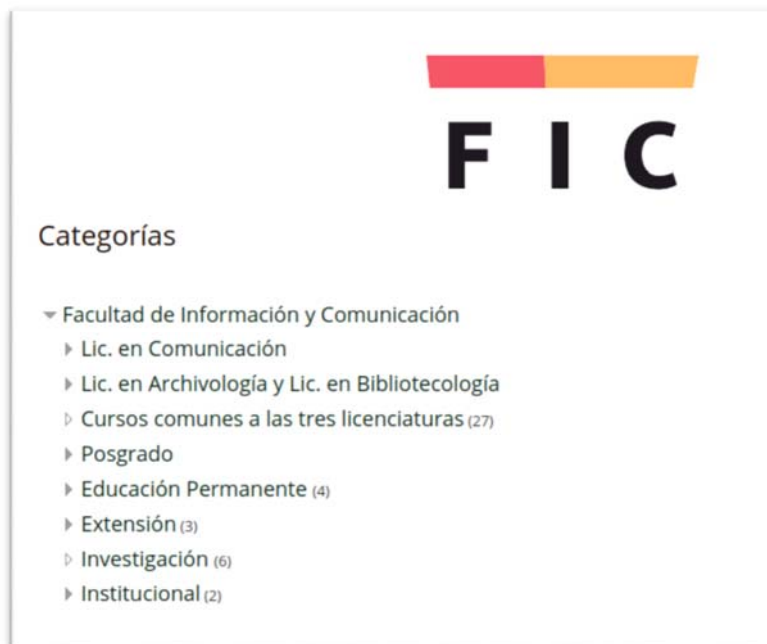 F I C
Categorías
Facultad de Información y Comunicación
Lic. en Comunicación
Lic. en Archivología y Lic. en Bibliotecología
Cursos comunes a las tres licenciaturas (27)
Posgrado
Educación Permanente (4)
Extensión (3)
Investigación (6)
Institucional (2)